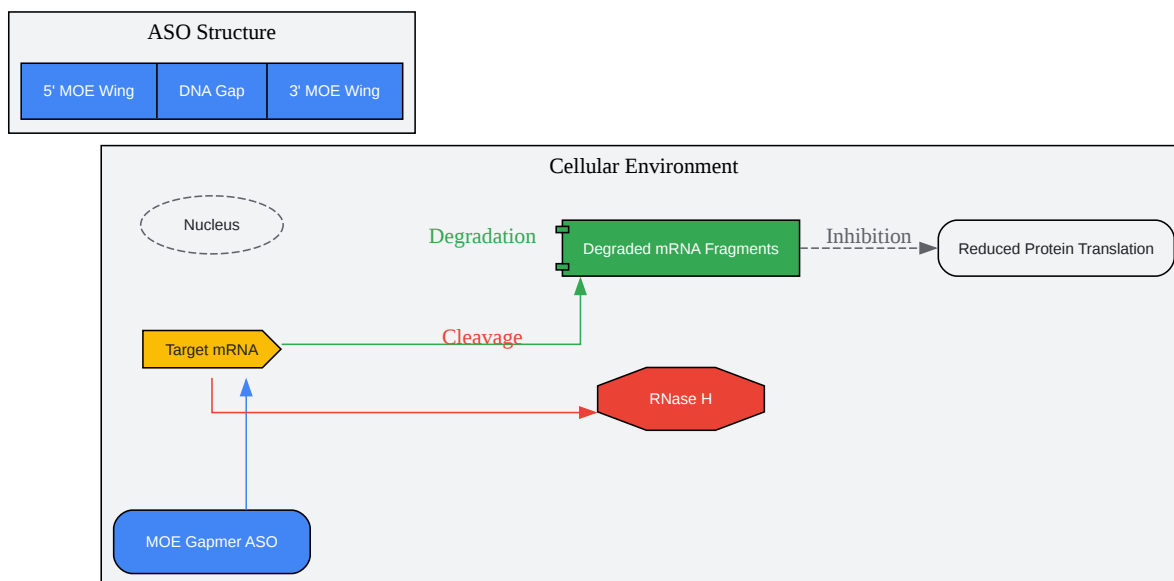 ASO Structure
5' MOE Wing
DNA Gap
3' MOE Wing
Cellular Environment
Nucleus
Degradation
Degraded mRNA Fragments
Inhibition
Reduced Protein Translation
Target mRNA
Cleavage
RNase H
MOE Gapmer ASO